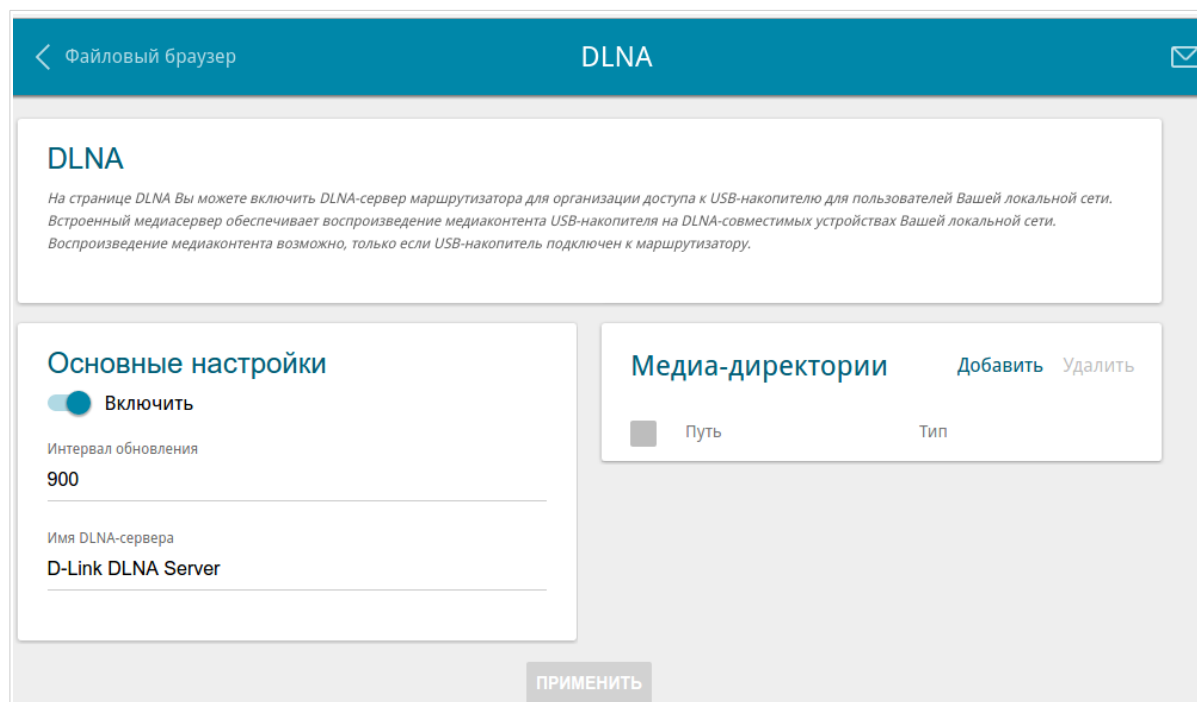 Файловый браузер
DLNA
DLNA
На странице DLNA Вы можете включить DLNA-сервер маршрутизатора для организации доступа к USB-накопителю для пользователей Вашей локальной сети.
Встроенный медиасервер обеспечивает воспроизведение медиаконтента USB-накопителя на DLNA-совместимых устройствах Вашей локальной сети.
Воспроизведение медиаконтента возможно, только если USB-накопитель подключен к маршрутизатору.
Основные настройки
Включить
Интервал обновления
900
Имя DLNA-сервера
D-Link DLNA Server
Медиа-директории Добавить Удалить
Путь Тип
ПРИМЕНИТЬ